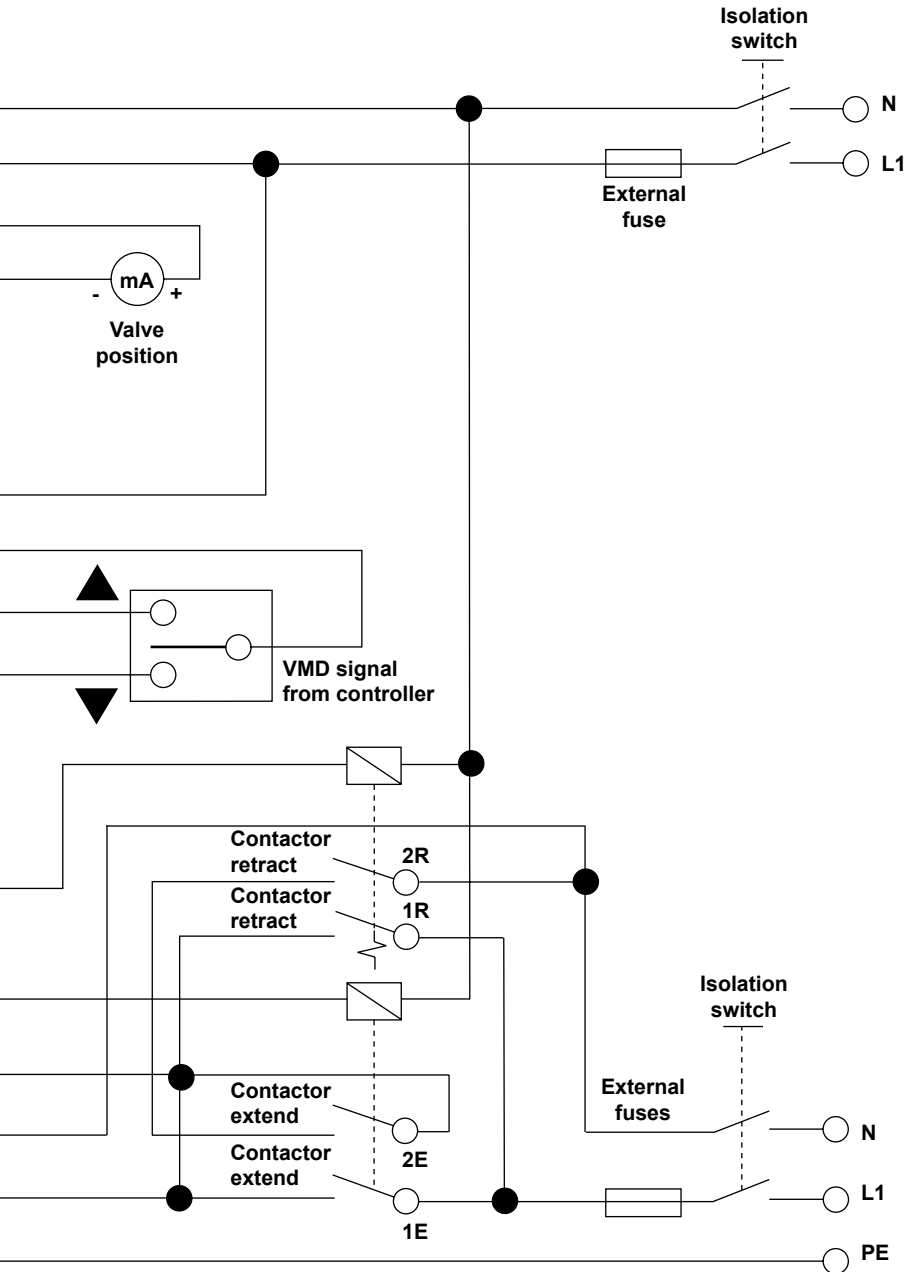 Isolation
switch
N
L1
External
fuse
mA
- +
Valve
position
VMD signal
from controller
Contactor
retract
2R
Contactor
retract
1R
Isolation
switch
Contactor
extend
2E
External
fuses
N
Contactor
extend
1E
L1
PE